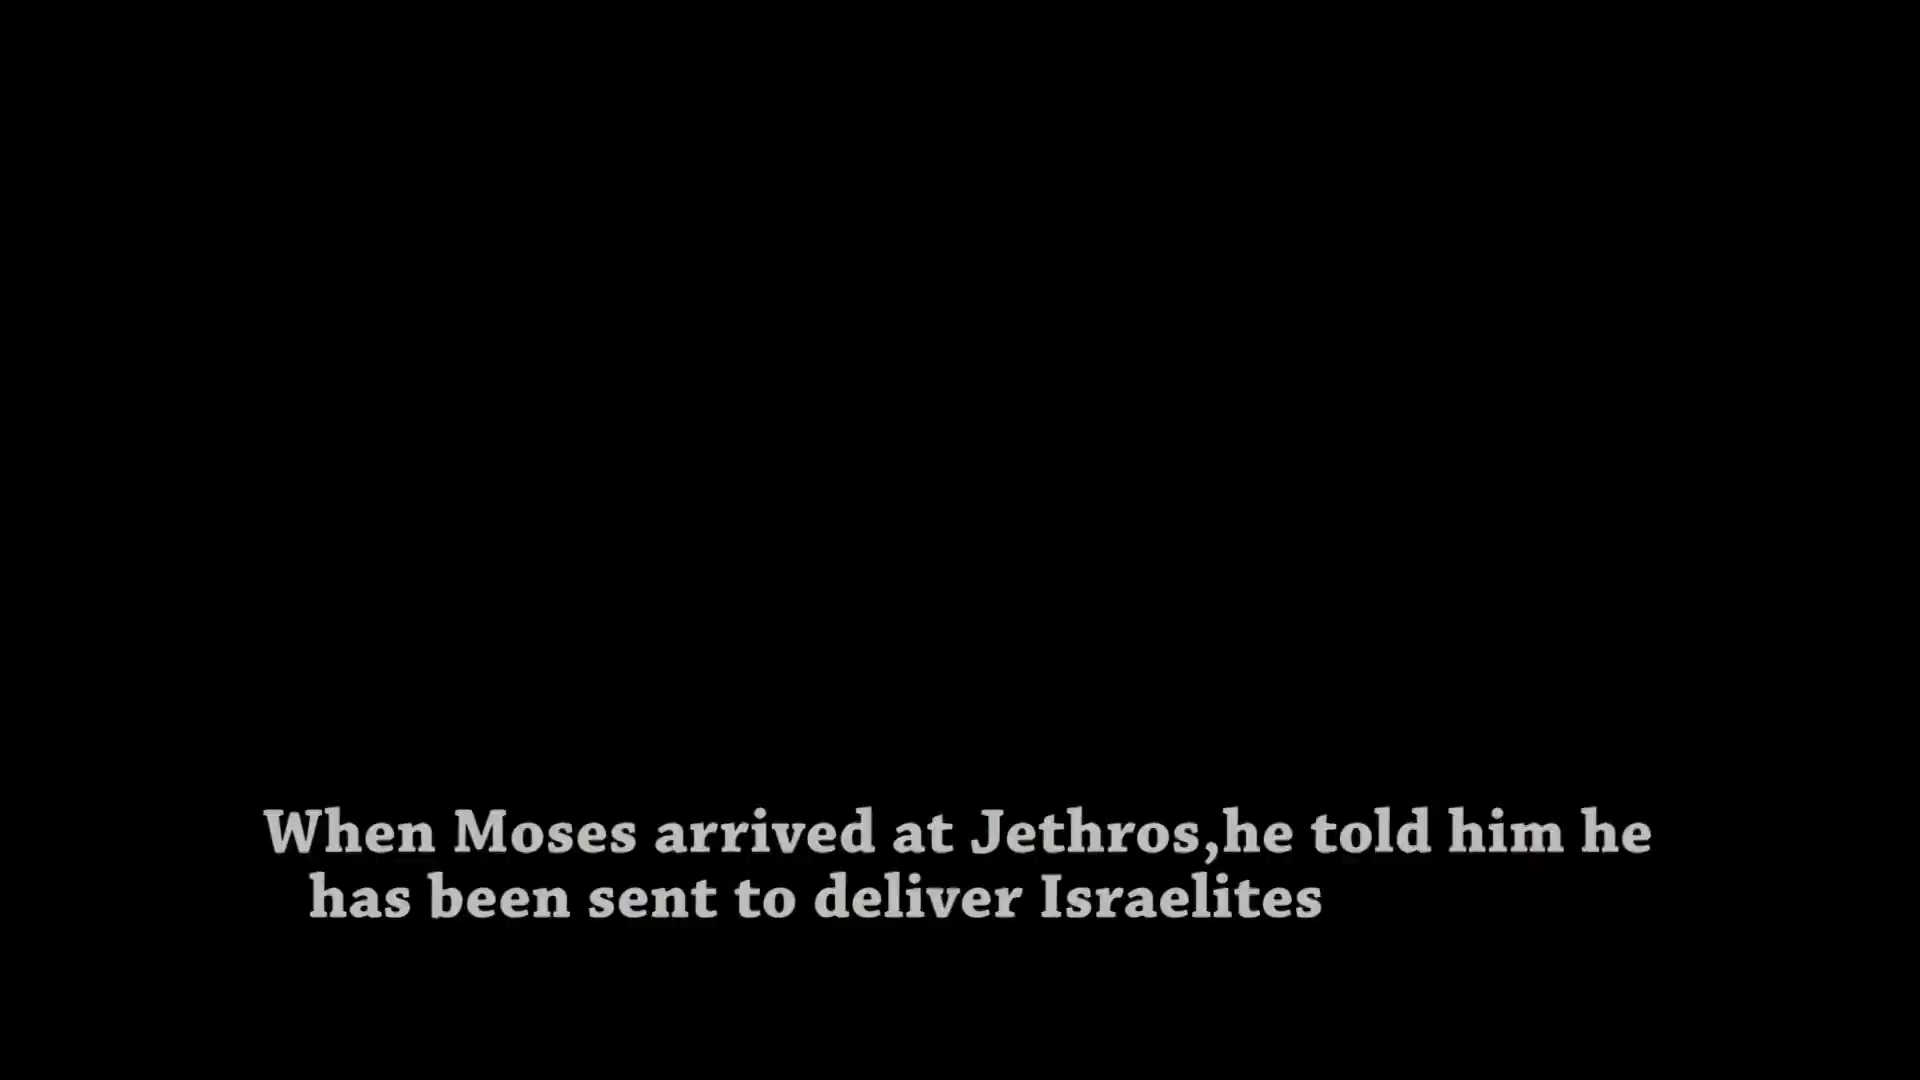 When Moses arrived at Jethros,he told him he
has been sent to deliver Israelites